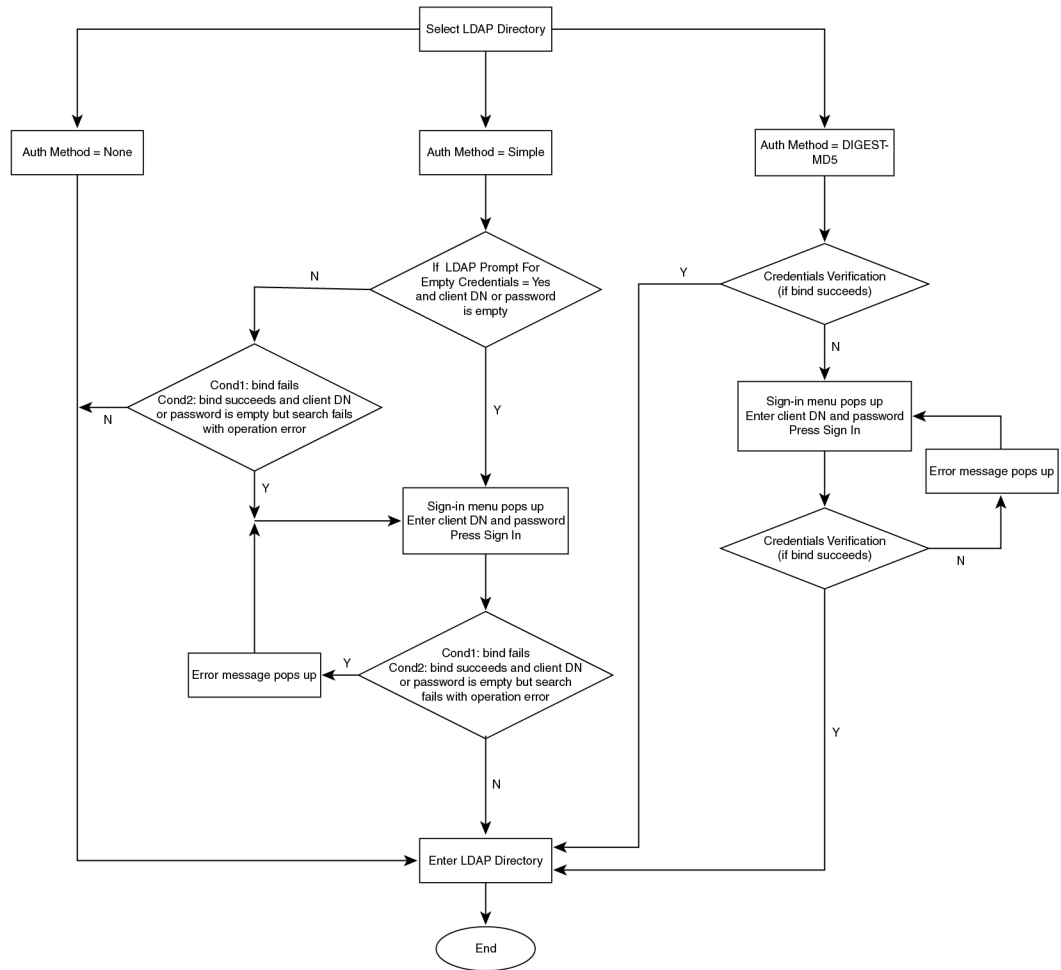 Select LDAP Directory
Auth Method = None
Auth Method = Simple
Auth Method = DIGEST-
MD5
If LDAP Prompt For
Empty Credentials = Yes
and client DN or password
is empty
N
Y
Credentials Verification
(if bind succeeds)
Y
N
Cond1: bind fails
Cond2: bind succeeds and client DN
or password is empty but search fails
with operation error
N
Y
Sign-in menu pops up
Enter client DN and password
Press Sign In
Error message pops up
Sign-in menu pops up
Enter client DN and password
Press Sign In
Credentials Verification
(if bind succeeds)
N
Y
Cond1: bind fails
Cond2: bind succeeds and client DN
or password is empty but search
fails with operation error
Y
Error message pops up
N
Enter LDAP Directory
End